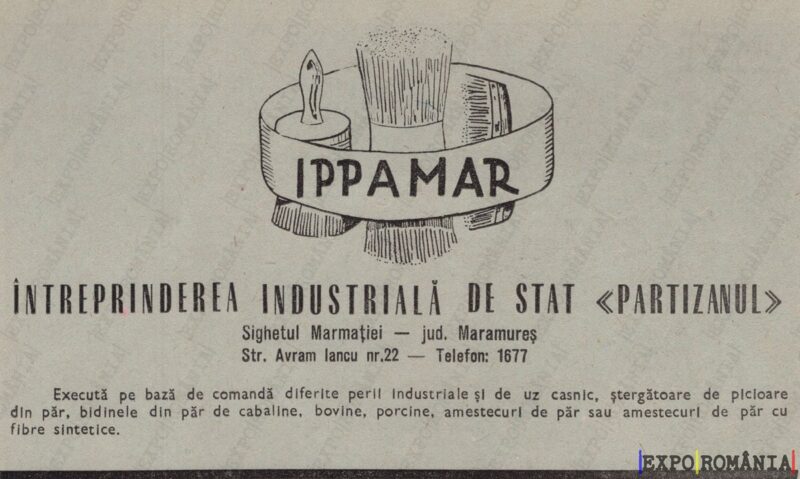 IPPAMAR
ÎNTREPRINDEREA INDUSTRIALĂ DE STAT «PARTIZANUL»
Sighetul Marmației — jud. Maramureș
Str. Avram Iancu nr.22 — Telefon: 1677
Execută pe bază de comandă diferite perii industriale și de uz casnic, ștergătoare de picioare
din păr, bidinele din păr de cabaline, bovine, porcine, amestecuri de păr sau amestecuri de păr cu
fibre sintetice.
EXPO ROMÂNIA